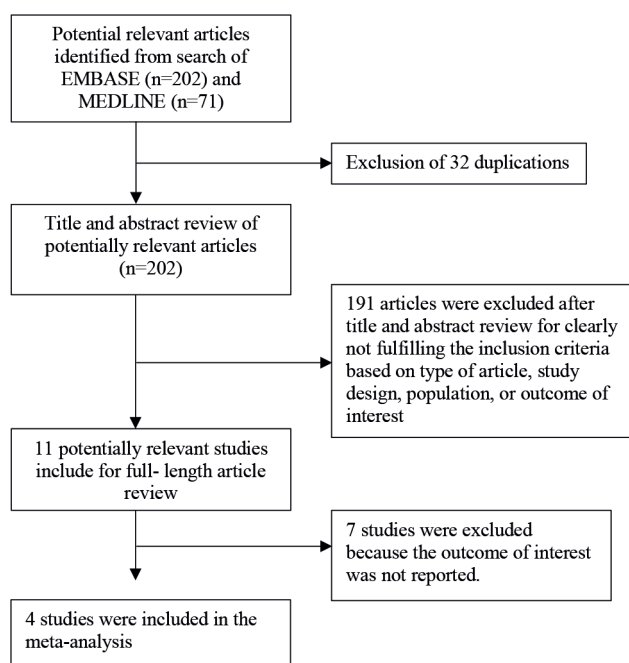 Potential relevant articles
identified from search of
EMBASE (n=202) and
MEDLINE (n=71)
Exclusion of 32 duplications
Title and abstract review of
potentially relevant articles
(n=202)
191 articles were excluded after
title and abstract review for clearly
not fulfilling the inclusion criteria
based on type of article, study
design, population, or outcome of
interest
11 potentially relevant studies
include for full- length article
review
7 studies were excluded
because the outcome of interest
was not reported.
4 studies were included in the
meta-analysis